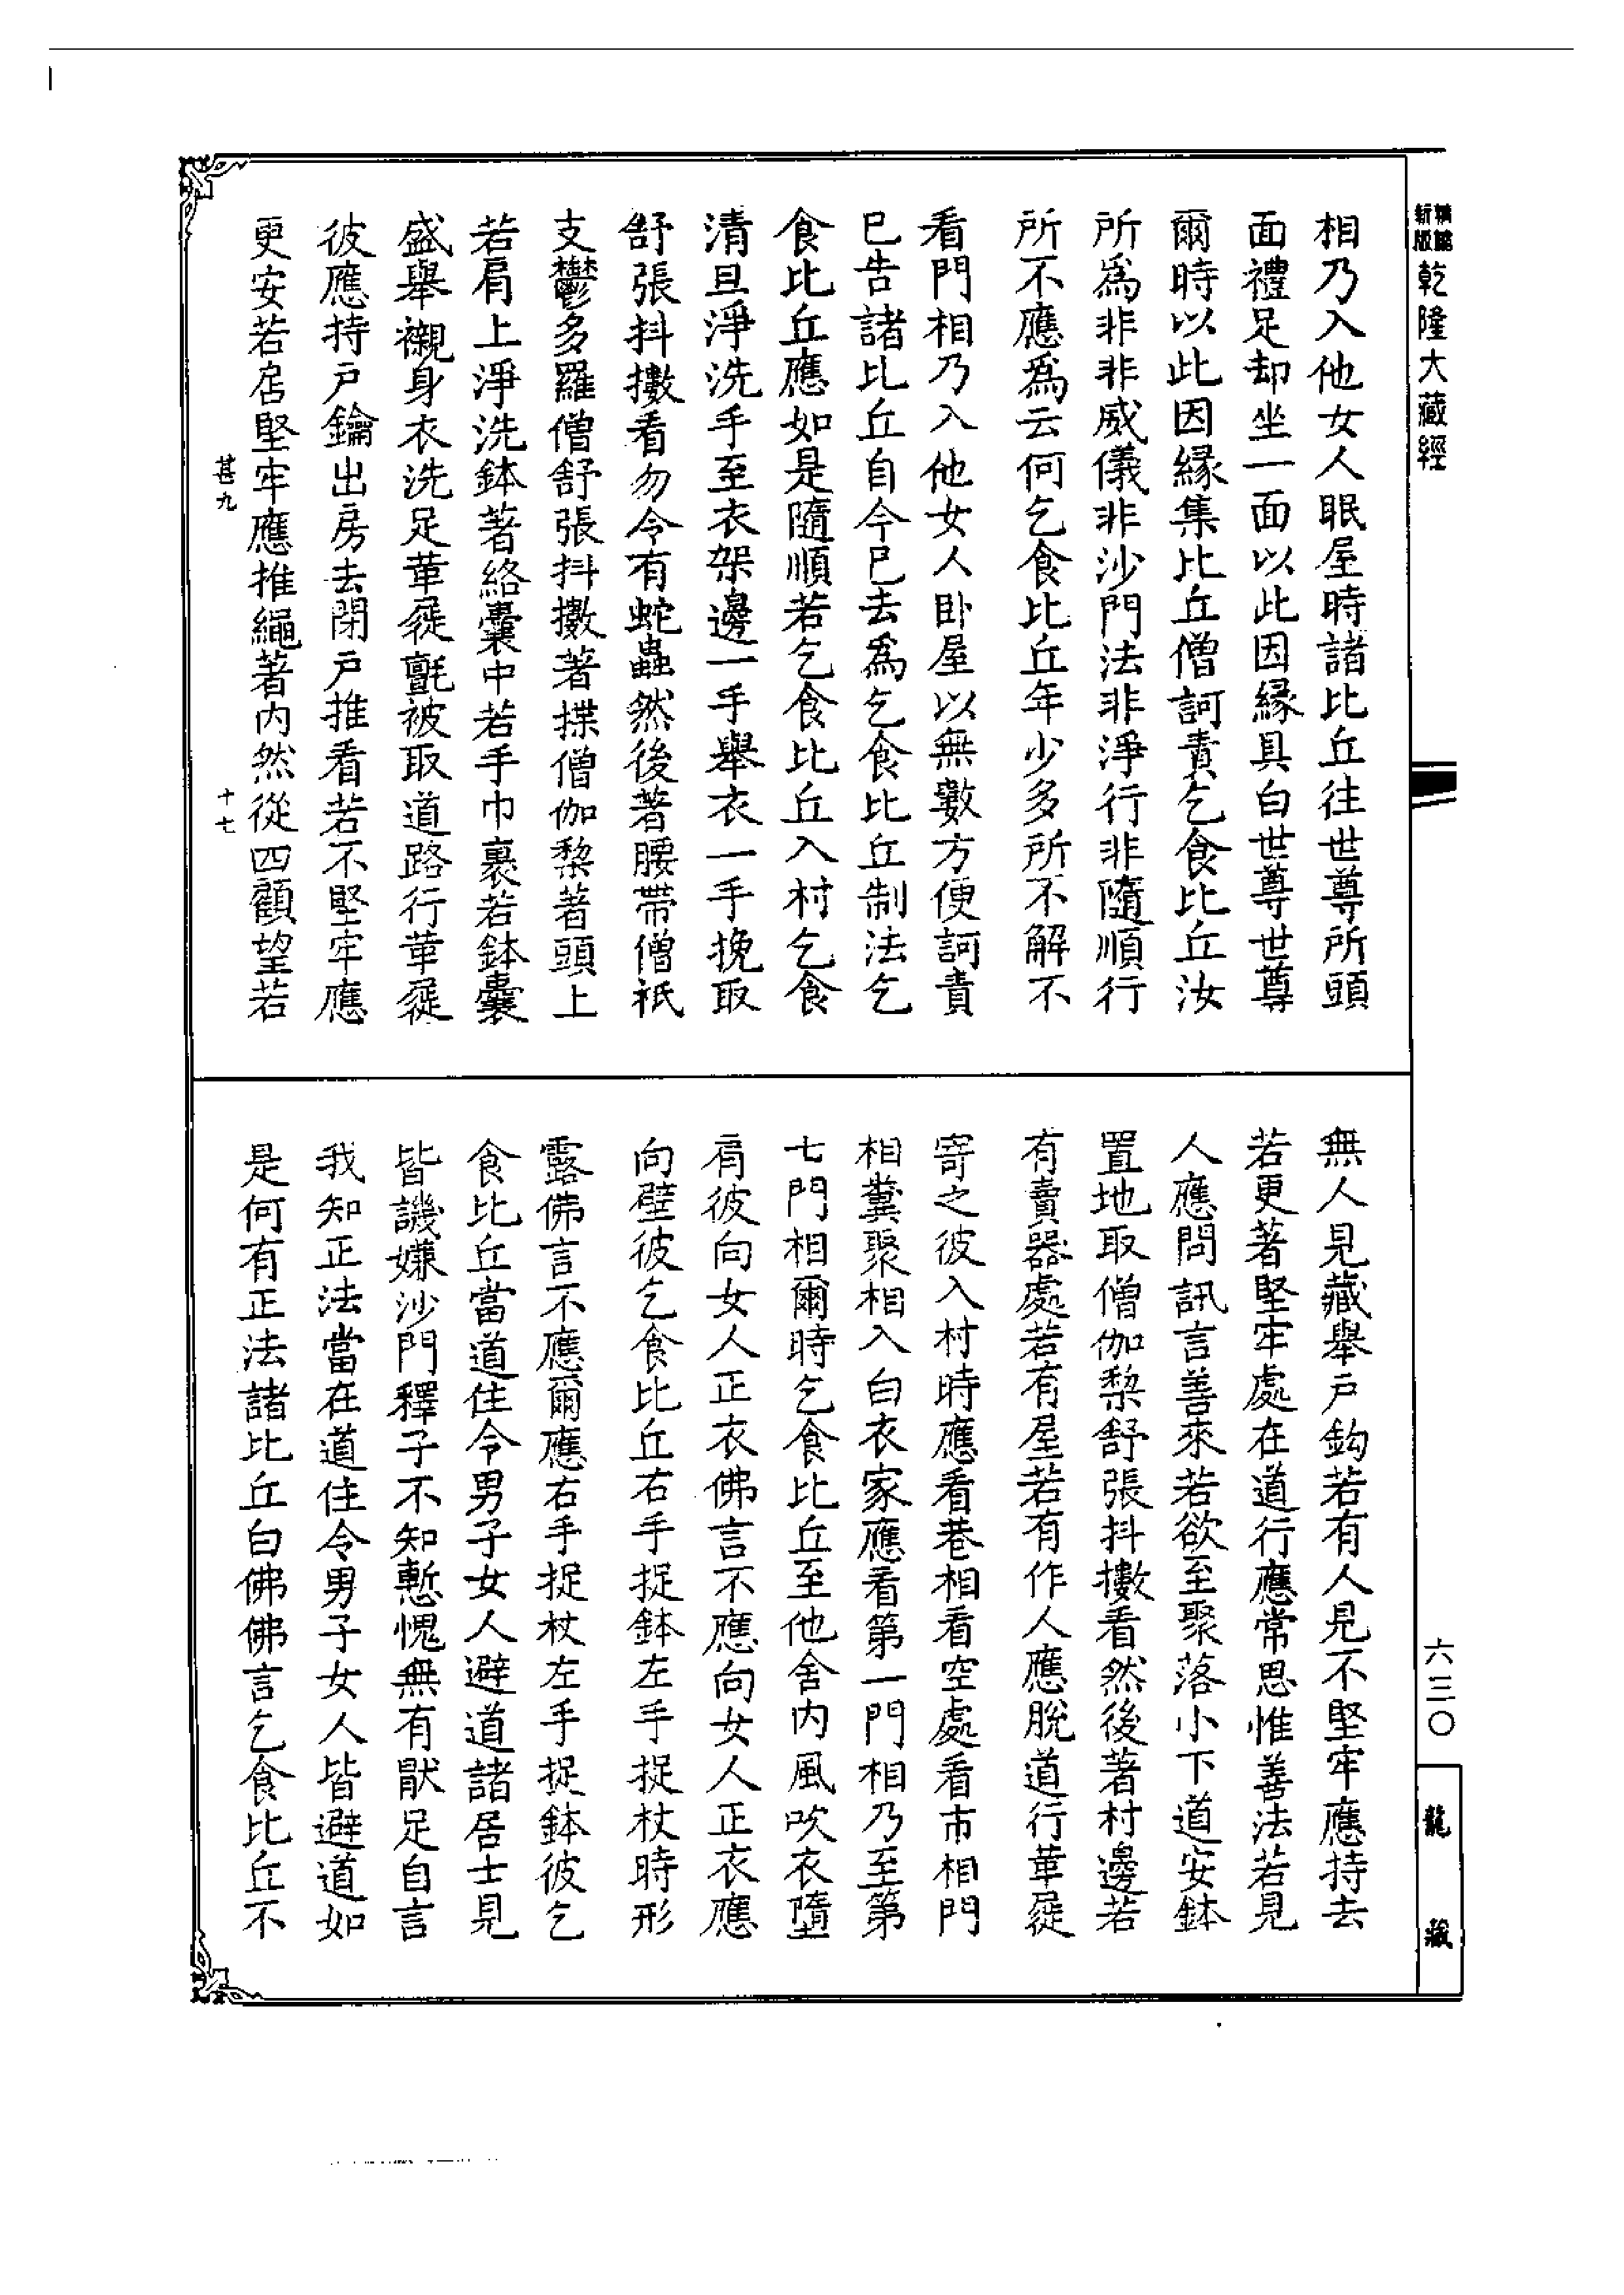 新版
精縮
乾隆大藏經
相乃入他女人眠屋時諸比丘往世尊所頭
面禮足却坐一面以此因緣具白世尊世尊
爾時以此因緣集比丘僧訶責乞食比丘汝
所爲非非威儀非沙門法非淨行非隨順行
所不應爲云何乞食比丘年少多所不解不
看門相乃入他女人卧屋以無數方便訶責
巳告諸比丘自今巳去爲乞食比丘制法乞
食比丘應如是隨順若乞食比丘入村乞食
清旦淨洗手至衣架邊一手舉衣一手挽取
舒張抖擻看勿令有蛇蟲然後著腰帶僧祇
支鬱多羅僧舒張抖擻著揲僧伽棃著頭上
若肩上淨洗鉢著絡囊中若手巾裹若鉢囊
盛舉襯身衣洗足革屣氈被取道路行革屣
彼應持戶鑰出房去閉戶推看若不堅牢應
更安若扂堅牢應推繩著內然從四顧望若
甚九
十七
無人見藏舉戶鈎若有人見不堅牢應持去
若更著堅牢處在道行應常思惟善法若見
人應問訊言善來若欲至聚落小下道安鉢
置地取僧伽棃舒張抖擻看然後著村邊若
有賣器處若有屋若有作人應脫道行革屣
寄之彼入村時應看巷相看空處看市相門
相糞聚相入白衣家應看第一門相乃至第
七門相爾時乞食比丘至他舍內風吹衣墮
肩彼向女人正衣佛言不應向女人正衣應
向壁彼乞食比丘右手捉鉢左手捉杖時形
露佛言不應爾應右手捉杖左手捉鉢彼乞
食比丘當道住令男子女人避道諸居士見
皆譏嫌沙門釋子不知慙愧無有猒足自言
我知正法當在道住令男子女人皆避道如
是何有正法諸比丘白佛佛言乞食比丘不
六三〇
龍藏